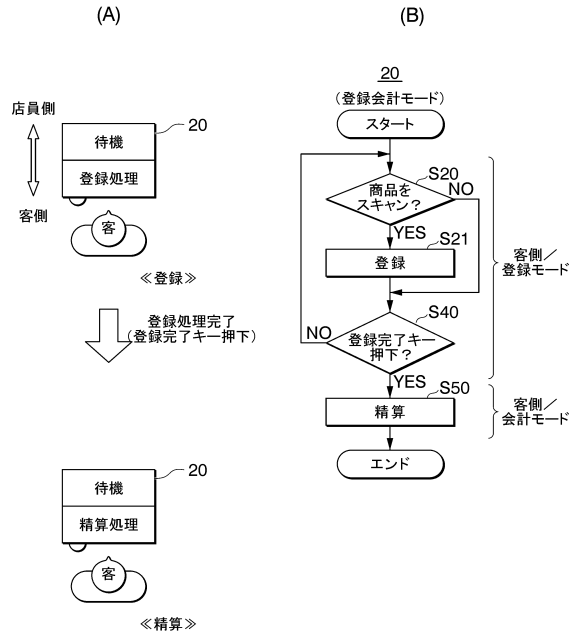 (A)
店員側
客側
20
待機
登録処理
客
≪登録≫
登録処理完了
(登録完了キー押下)
20
待機
精算処理
客
≪精算≫
(B)
20
(登録会計モード)
スタート
S20
商品を
スキャン?
NO
YES
S21
登録
S40
登録完了キー
押下?
NO
YES
S50
精算
エンド
客側/
登録モード
客側/
会計モード